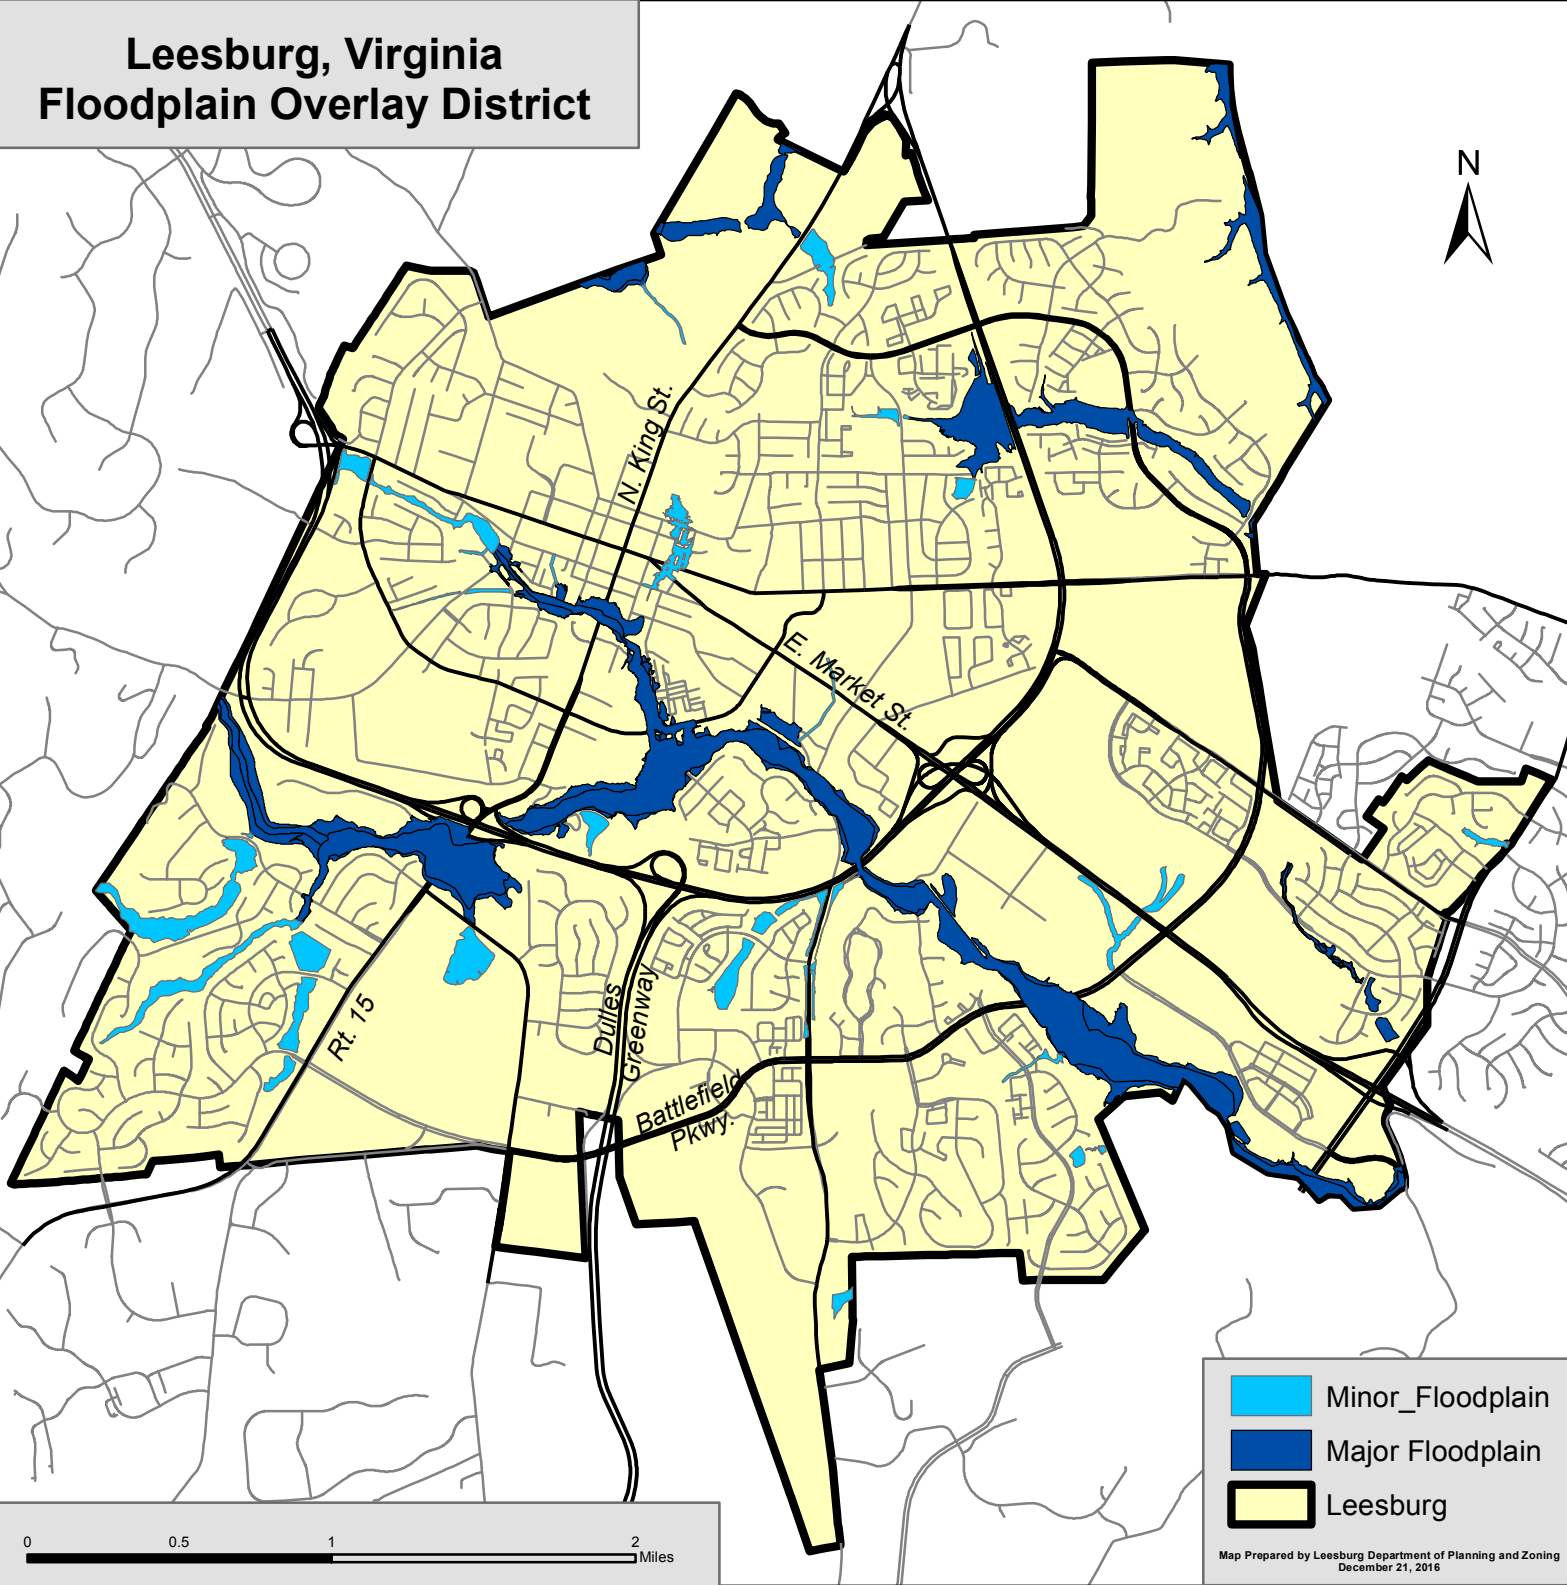 Leesburg, Virginia
Floodplain Overlay District
N
N. King St.
E. Market St.
Rt. 15
Dulles
Greenway
Battlefield
Pkwy.
Minor_Floodplain
Major Floodplain
Leesburg
Map Prepared by Leesburg Department of Planning and Zoning
December 21, 2016
0 0.5 1 2
Miles